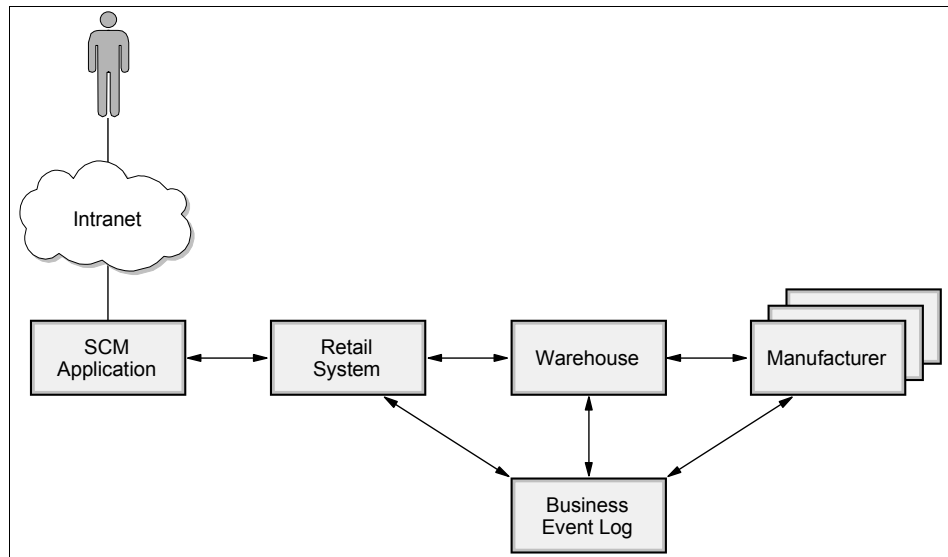 Intranet
SCM
Application
Retail
System
Warehouse
Manufacturer
Business
Event Log